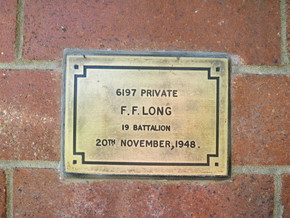 6197 PRIVATE
F. F. LONG
19 BATTALION
20TH NOVEMBER, 1948.